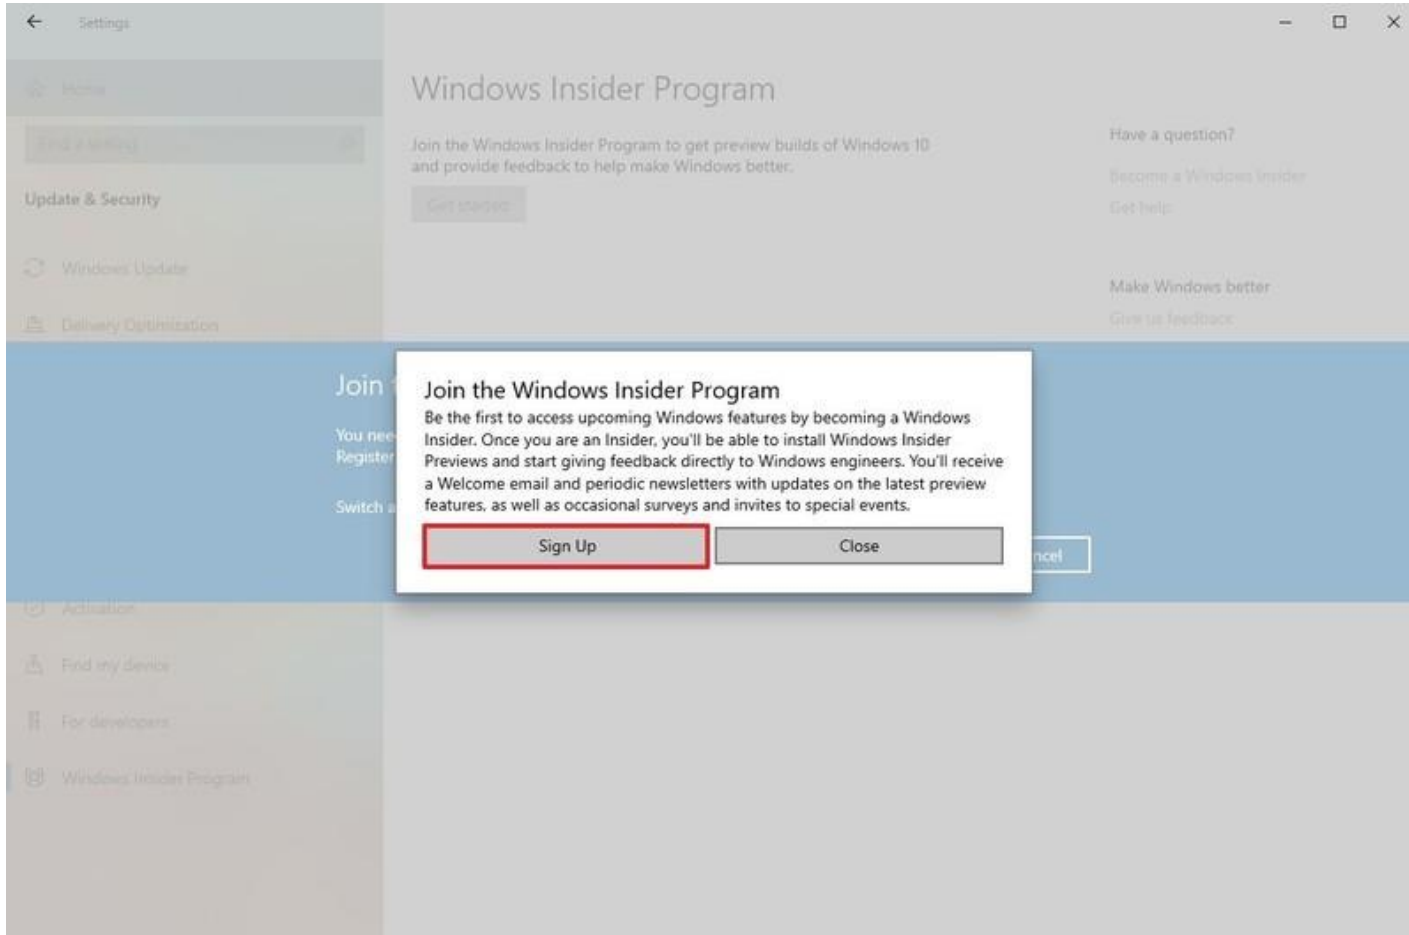 Settings
Home
Find a setting
Update & Security
Windows Update
Delivery Optimization
Activation
Find my device
For developers
Windows Insider Program
Windows Insider Program
Join the Windows Insider Program to get preview builds of Windows 10
and provide feedback to help make Windows better.
Get started
Have a question?
Become a Windows Insider
Get help
Make Windows better
Give us feedback
Join
You nee
Register
Switch a
Join the Windows Insider Program
Be the first to access upcoming Windows features by becoming a Windows
Insider. Once you are an Insider, you'll be able to install Windows Insider
Previews and start giving feedback directly to Windows engineers. You'll receive
a Welcome email and periodic newsletters with updates on the latest preview
features, as well as occasional surveys and invites to special events.
Sign Up
Close
ncel